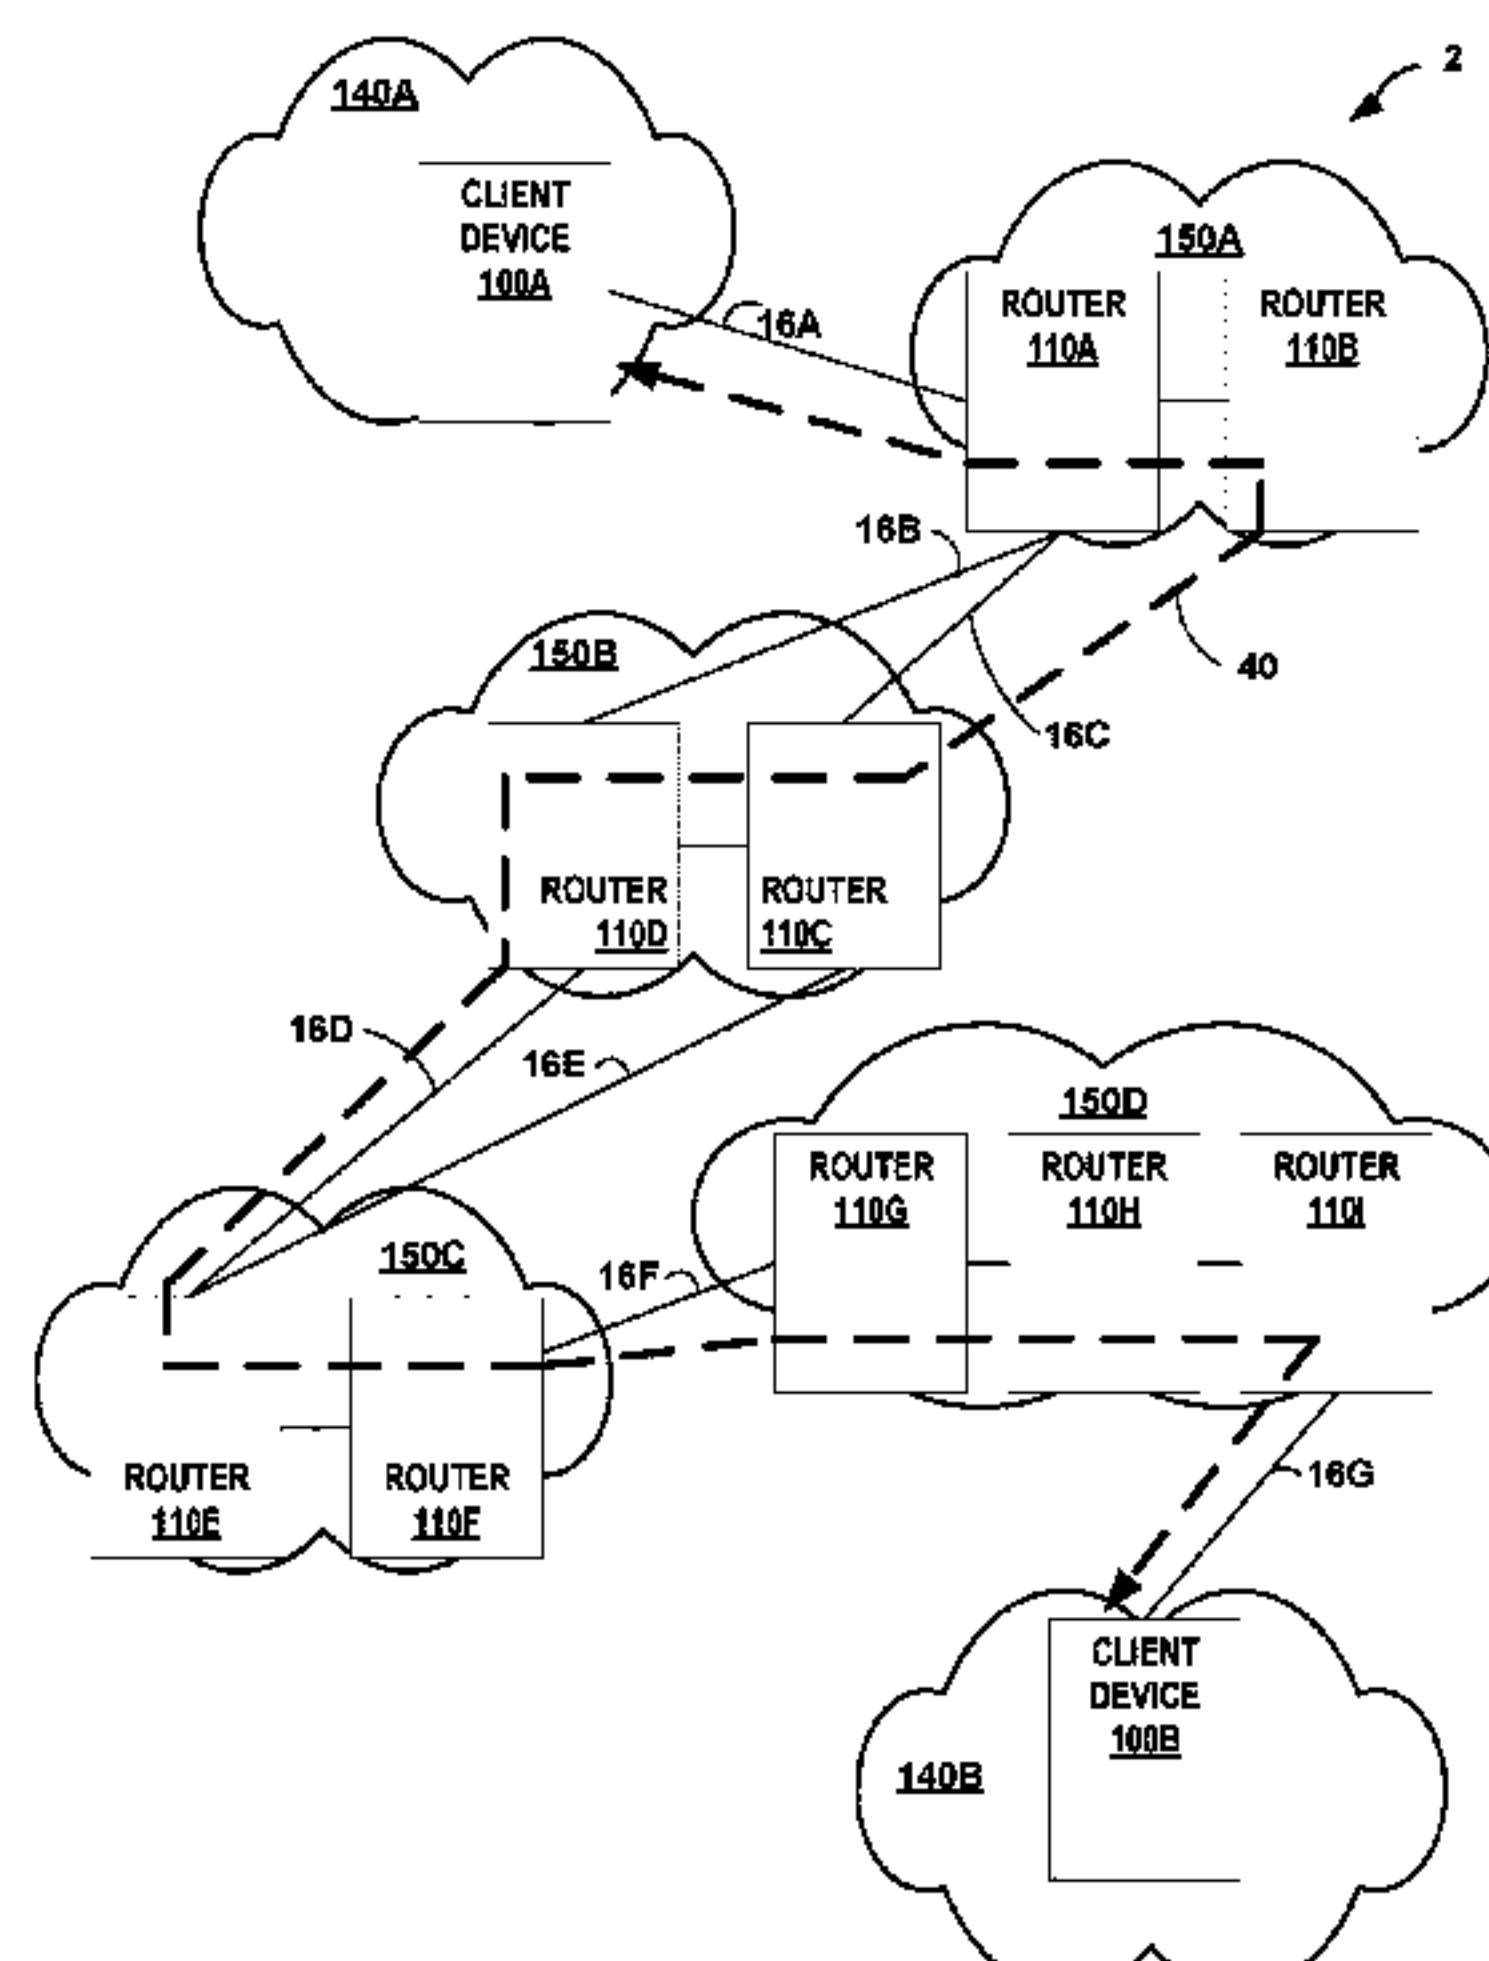 2
140A
CLIENT
DEVICE
100A
150A
ROUTER
110A
ROUTER
110B
16A
16B
40
16C
150B
ROUTER
110D
ROUTER
110C
16D
16E
150D
ROUTER
110G
ROUTER
110H
ROUTER
110I
150C
16F
ROUTER
110E
ROUTER
110F
16G
CLIENT
DEVICE
100B
140B